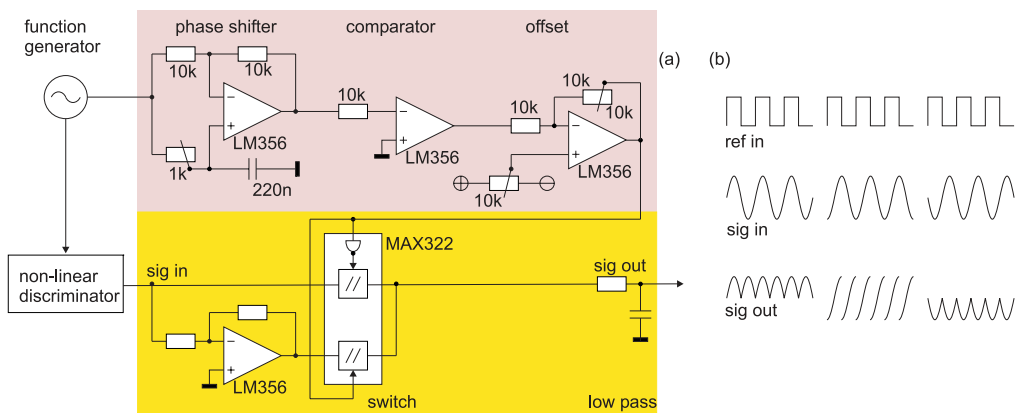 function
generator
phase shifter
comparator
offset
(a)
(b)
10k
10k
LM356
1k
220n
10k
LM356
10k
10k
10k
LM356
10k
ref in
sig in
sig out
non-linear
discriminator
sig in
LM356
MAX322
switch
sig out
low pass